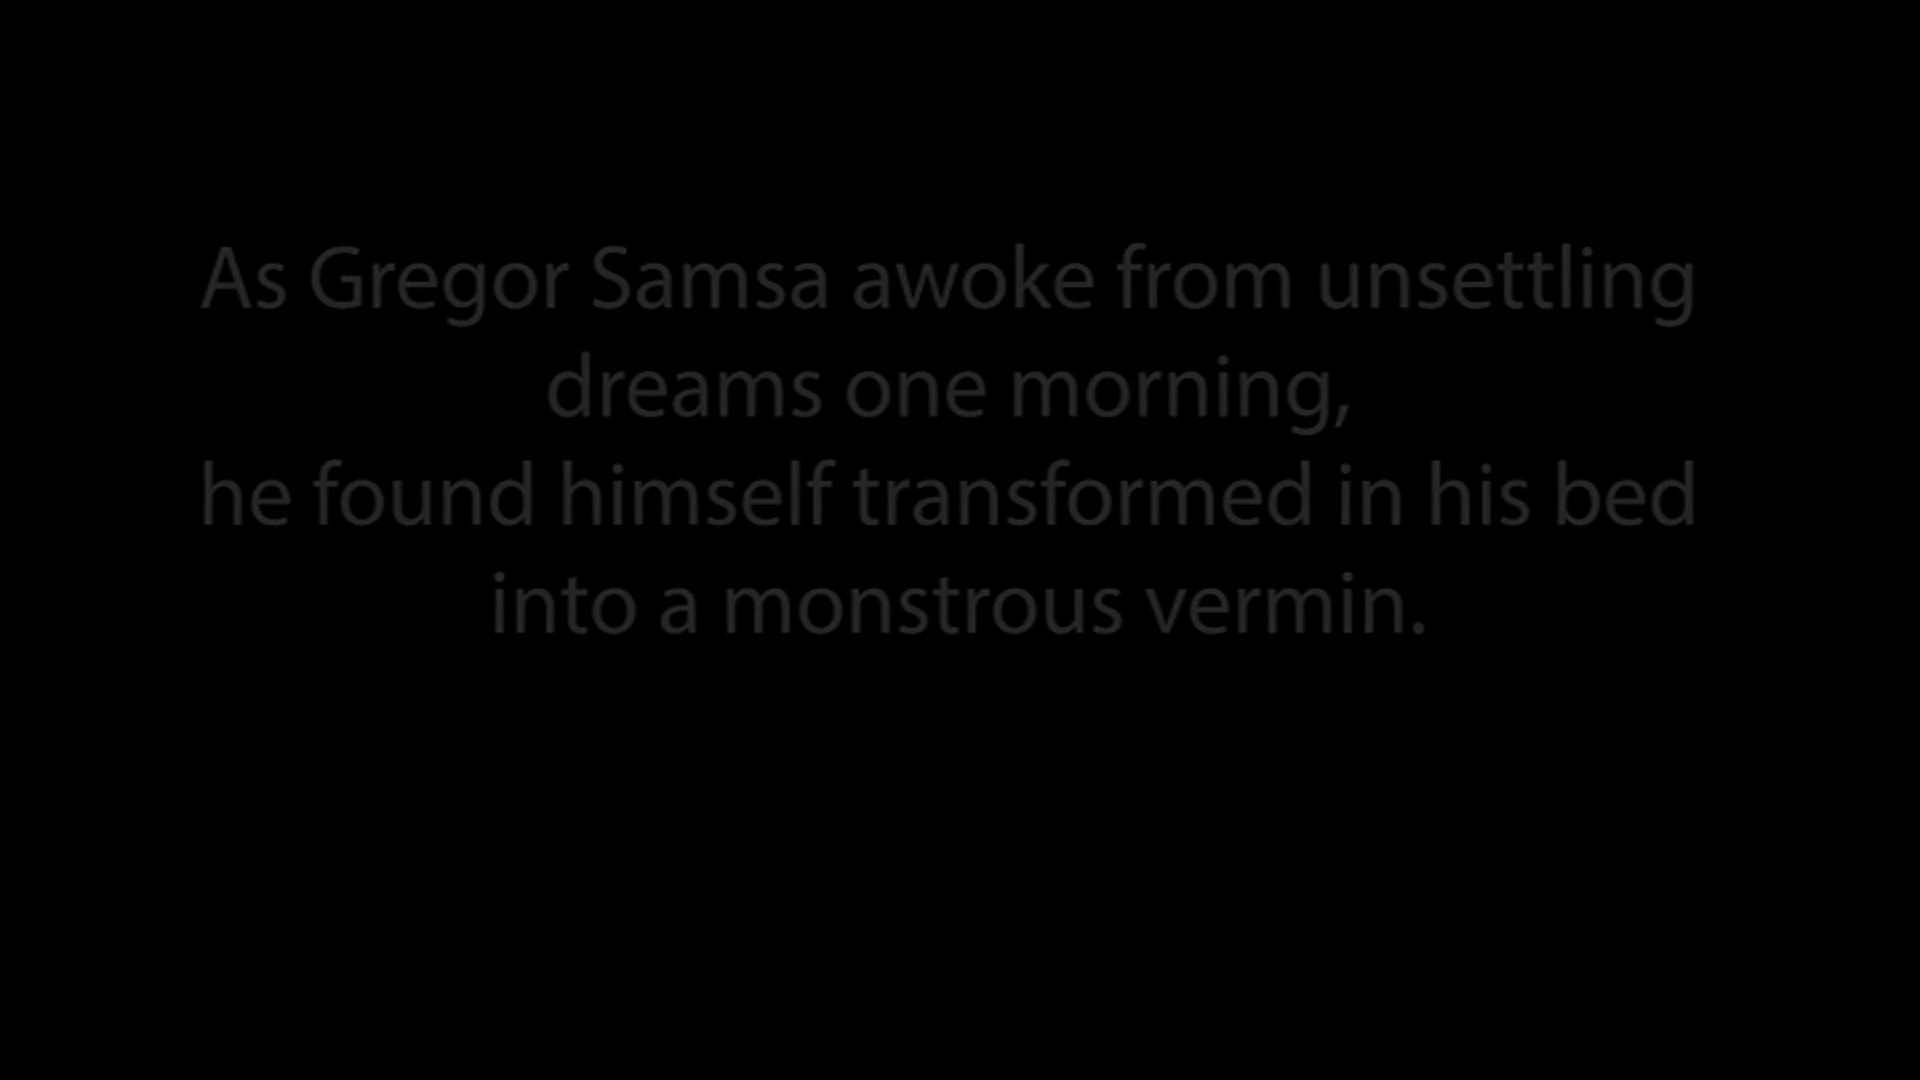 As Gregor Samsa awoke from unsettling
dreams one morning,
he found himself transformed in his bed
into a monstrous vermin.